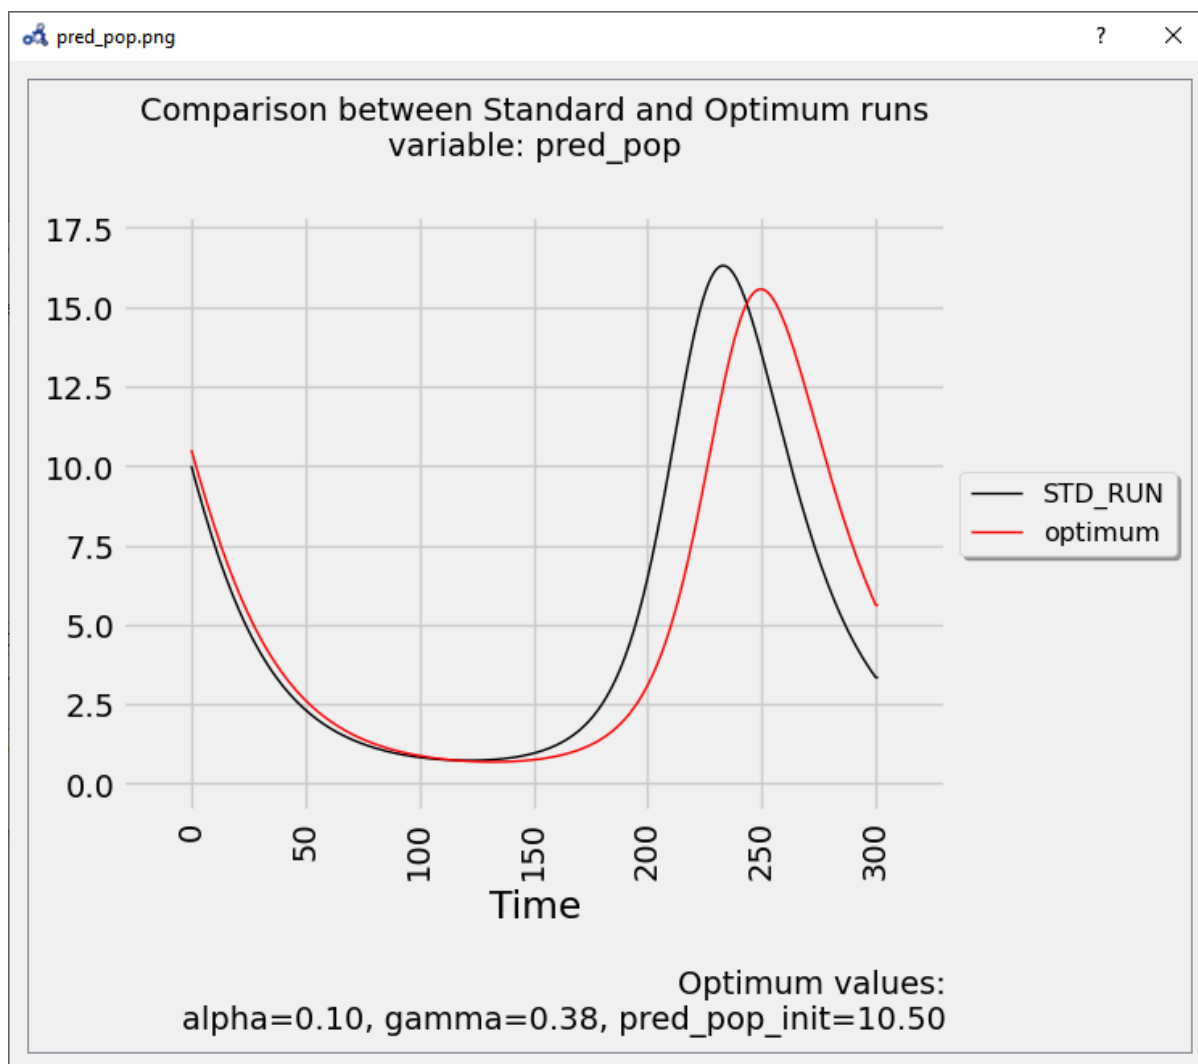 pred_pop.png
?
Comparison between Standard and Optimum runs
variable: pred_pop
17.5
15.0
12.5
10.0
7.5
5.0
2.5
0.0
0
50
100
150
200
250
300
Time
STD_RUN
optimum
Optimum values:
alpha=0.10, gamma=0.38, pred_pop_init=10.50